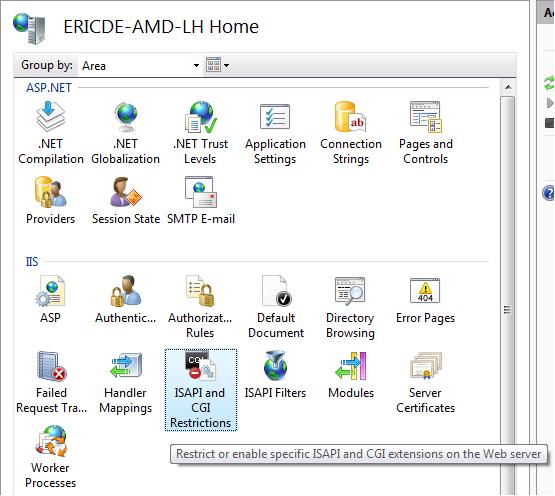 ERICDE-AMD-LH Home
Group by: Area
ASP.NET
.NET Compilation
.NET Globalization
.NET Trust Levels
Application Settings
Connection Strings
Pages and Controls
Providers
Session State
SMTP E-mail
IIS
ASP
Authentic...
Authorizat... Rules
Default Document
Directory Browsing
404
Error Pages
Failed Request Tra...
Handler Mappings
ISAPI and CGI Restrictions
ISAPI Filters
Modules
Server Certificates
Restrict or enable specific ISAPI and CGI extensions on the Web server
Worker Processes